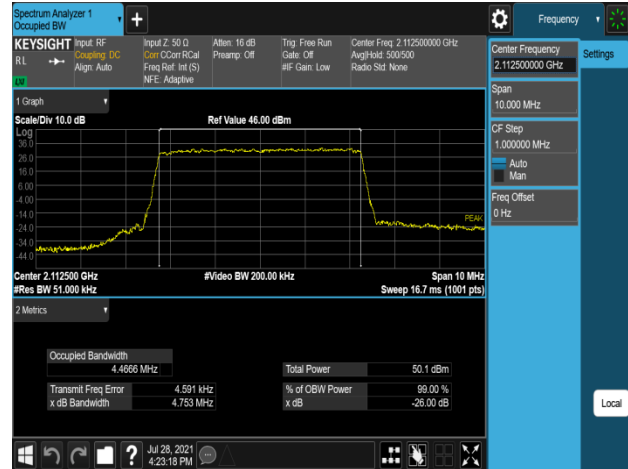 Spectrum Analyzer 1
Occupied BW
Frequency
KEYSIGHT
R L
LW
Input: RF
Coupling: DC
Align: Auto
Input Z: 50 Ω
Corr CCorr RCal
Freq Ref: Int (S)
NFE: Adaptive
Atten: 16 dB
Preamp: Off
Trig: Free Run
Gate: Off
#IF Gain: Low
Center Freq: 2.112500000 GHz
Avg|Hold: 500/500
Radio Std: None
Center Frequency
2.112500000 GHz
Settings
Span
10.000 MHz
CF Step
1.000000 MHz
Auto
Man
Freq Offset
0 Hz
Local
1 Graph
Scale/Div 10.0 dB
Ref Value 46.00 dBm
Log
36.0
26.0
16.0
6.00
-4.00
-14.0
-24.0
-34.0
-44.0
PEAK
Center 2.112500 GHz
#Video BW 200.00 kHz
Span 10 MHz
#Res BW 51.000 kHz
Sweep 16.7 ms (1001 pts)
2 Metrics
Occupied Bandwidth
4.4666 MHz
Total Power 50.1 dBm
Transmit Freq Error 4.591 kHz
% of OBW Power 99.00 %
x dB Bandwidth 4.753 MHz
x dB -26.00 dB
?
Jul 28, 2021
4:23:18 PM